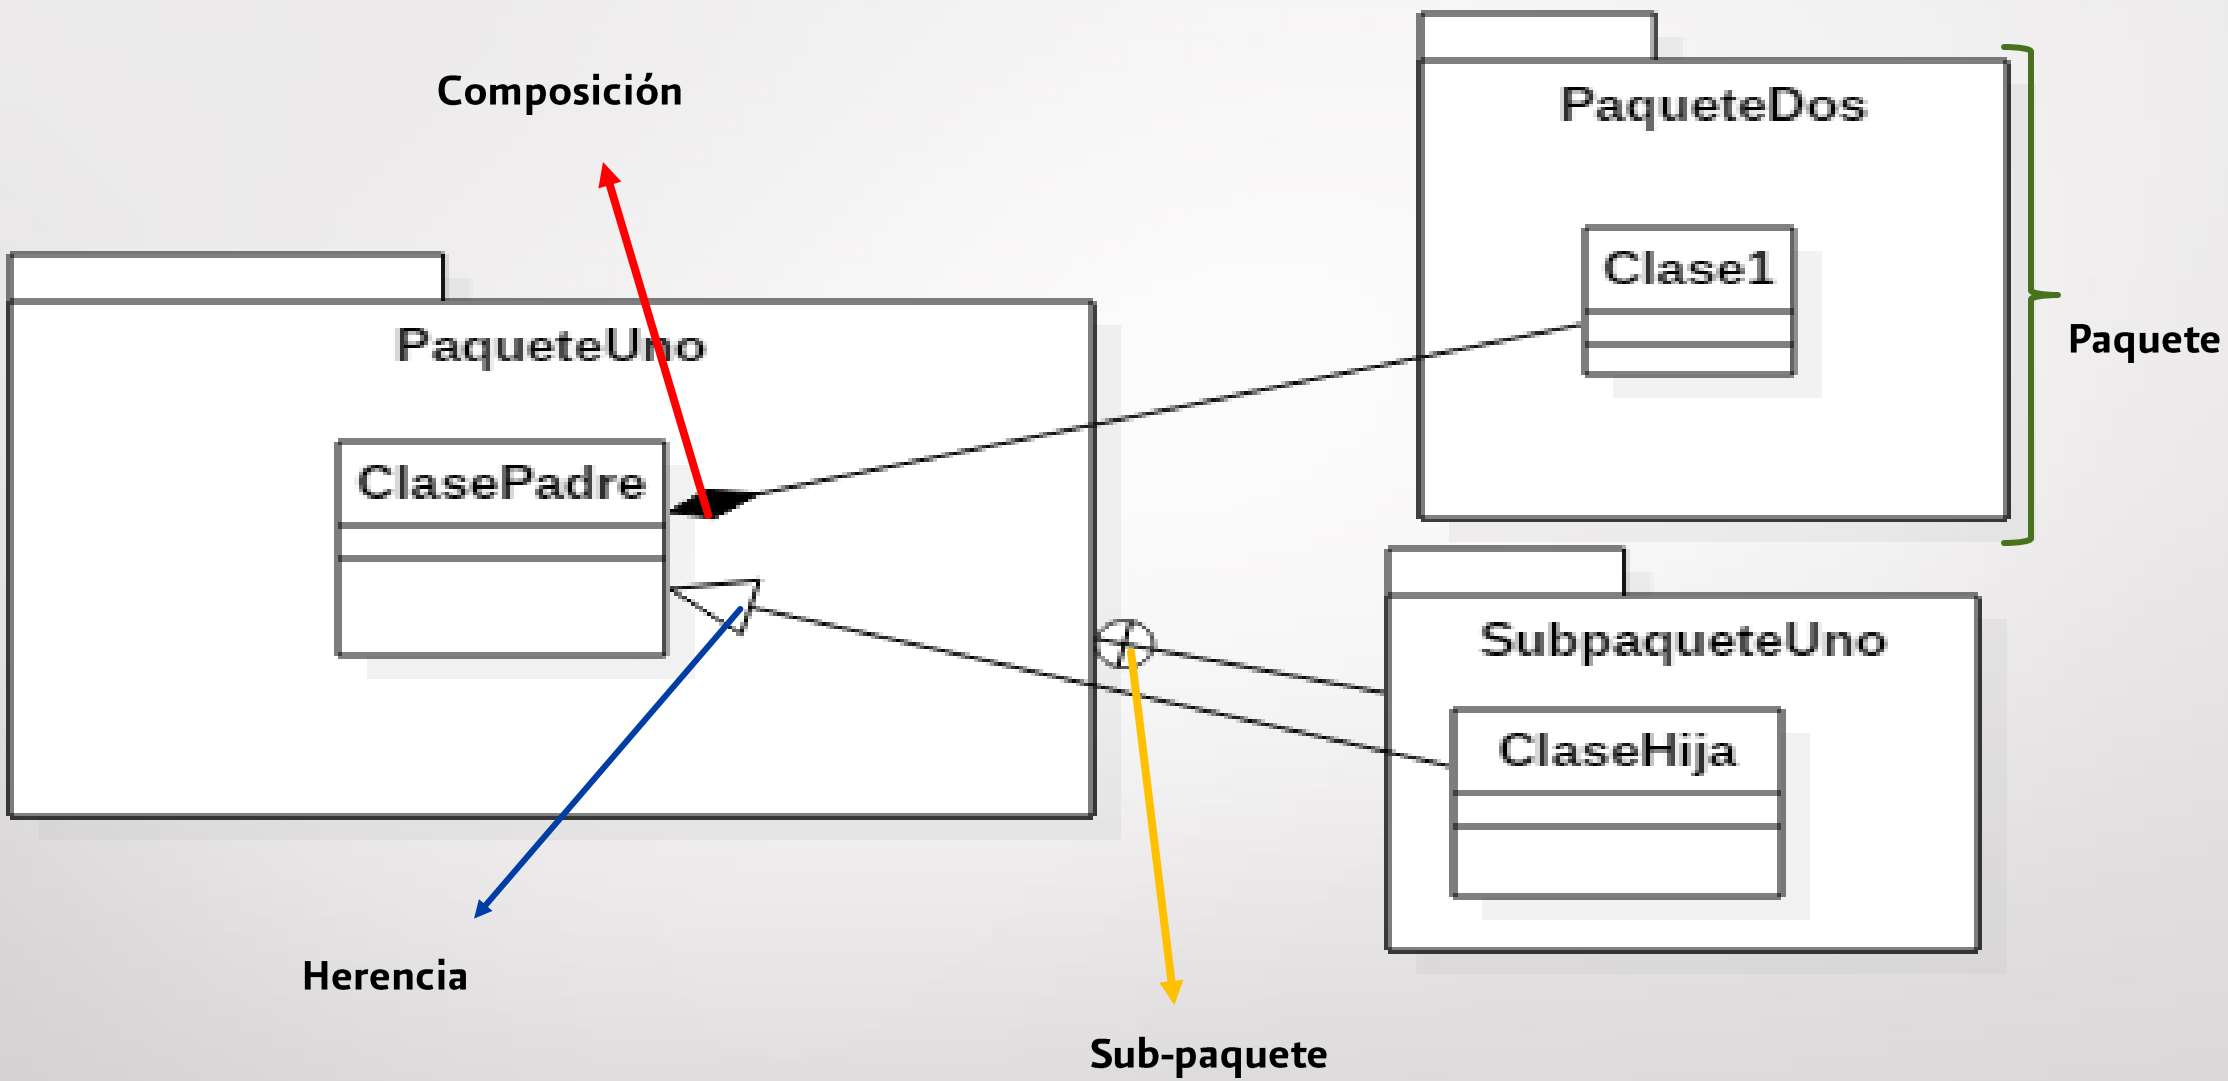 Composición
PaqueteDos
Clase1
Paquete
PaqueteUno
ClasePadre
SubpaqueteUno
ClaseHija
Herencia
Sub-paquete